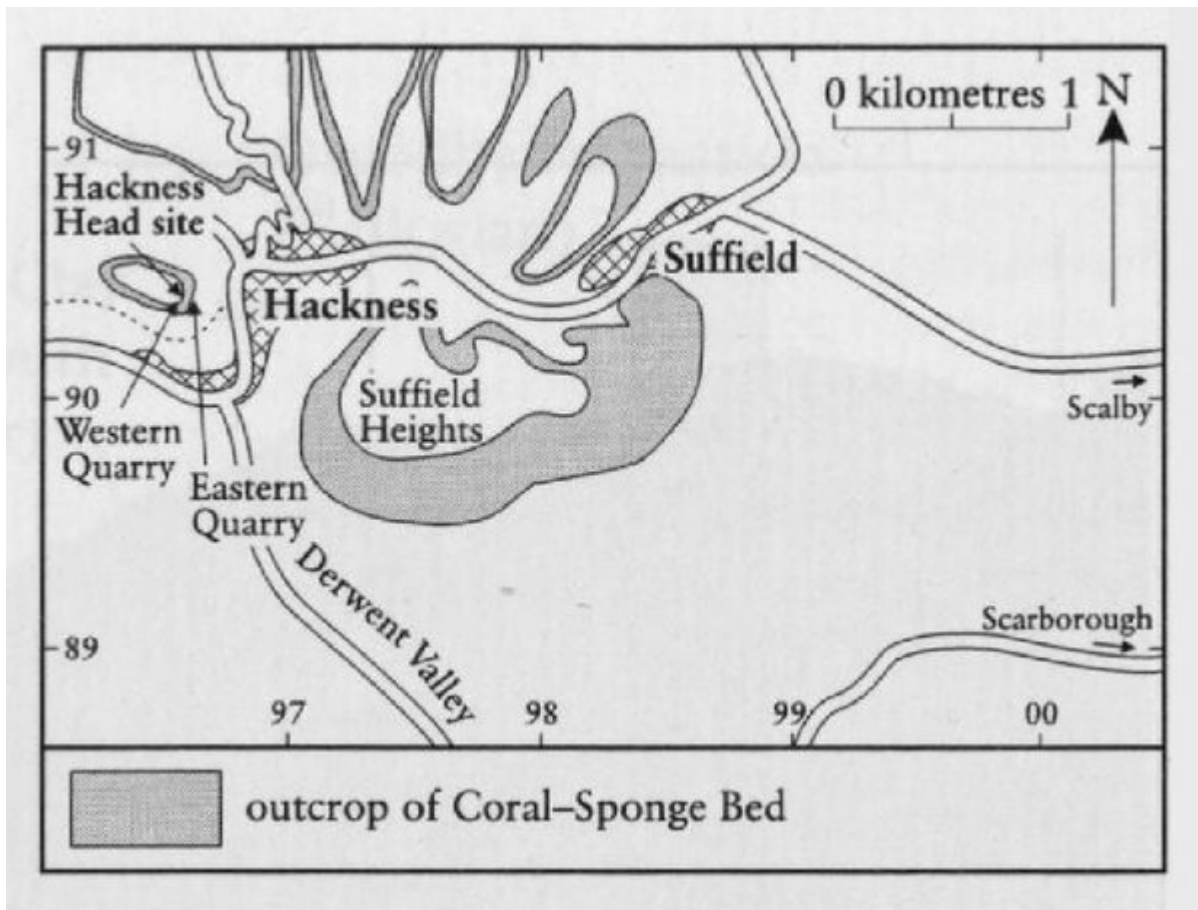 0 kilometres 1 N
91
Hackness
Head site
Suffield
Hackness
90
Suffield
Heights
Scalby
Western
Quarry
Eastern
Quarry
Derwent Valley
Scarborough
89
97 98 99 00
outcrop of Coral–Sponge Bed